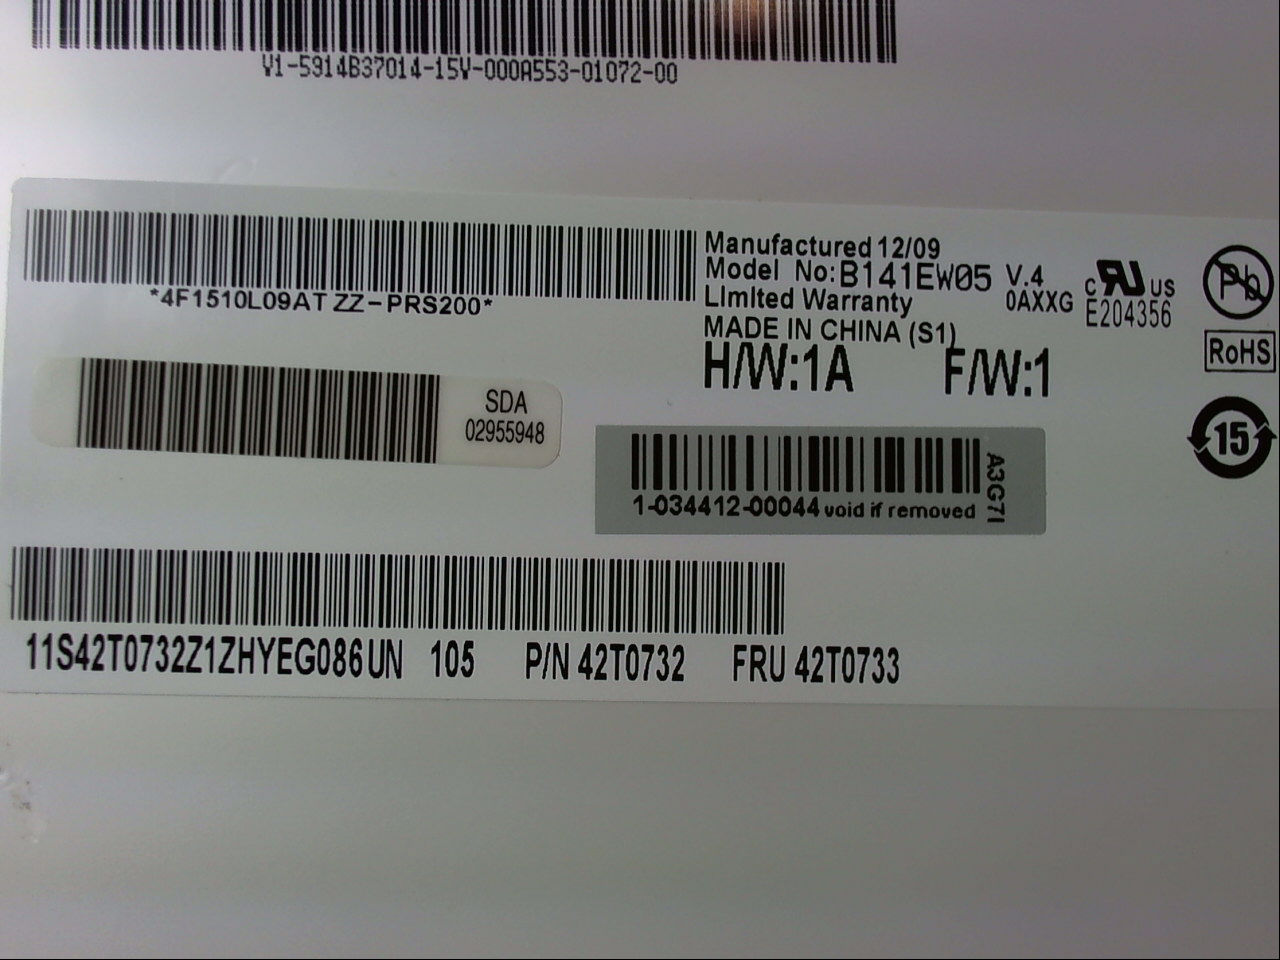 V1-5914B37014-15V-000A553-01072-00
*4F1510L09AT ZZ-PRS200*
Manufactured 12/09
Model No:B141EW05 V.4
0AXXG
Limited Warranty
MADE IN CHINA (S1)
H/W:1A F/W:1
c RU US
E204356
Pb
RoHS
15
SDA
02955948
1-034412-00044 void if removed
A3G7I
11S42T0732Z1ZHYEG086UN 105 P/N 42T0732 FRU 42T0733